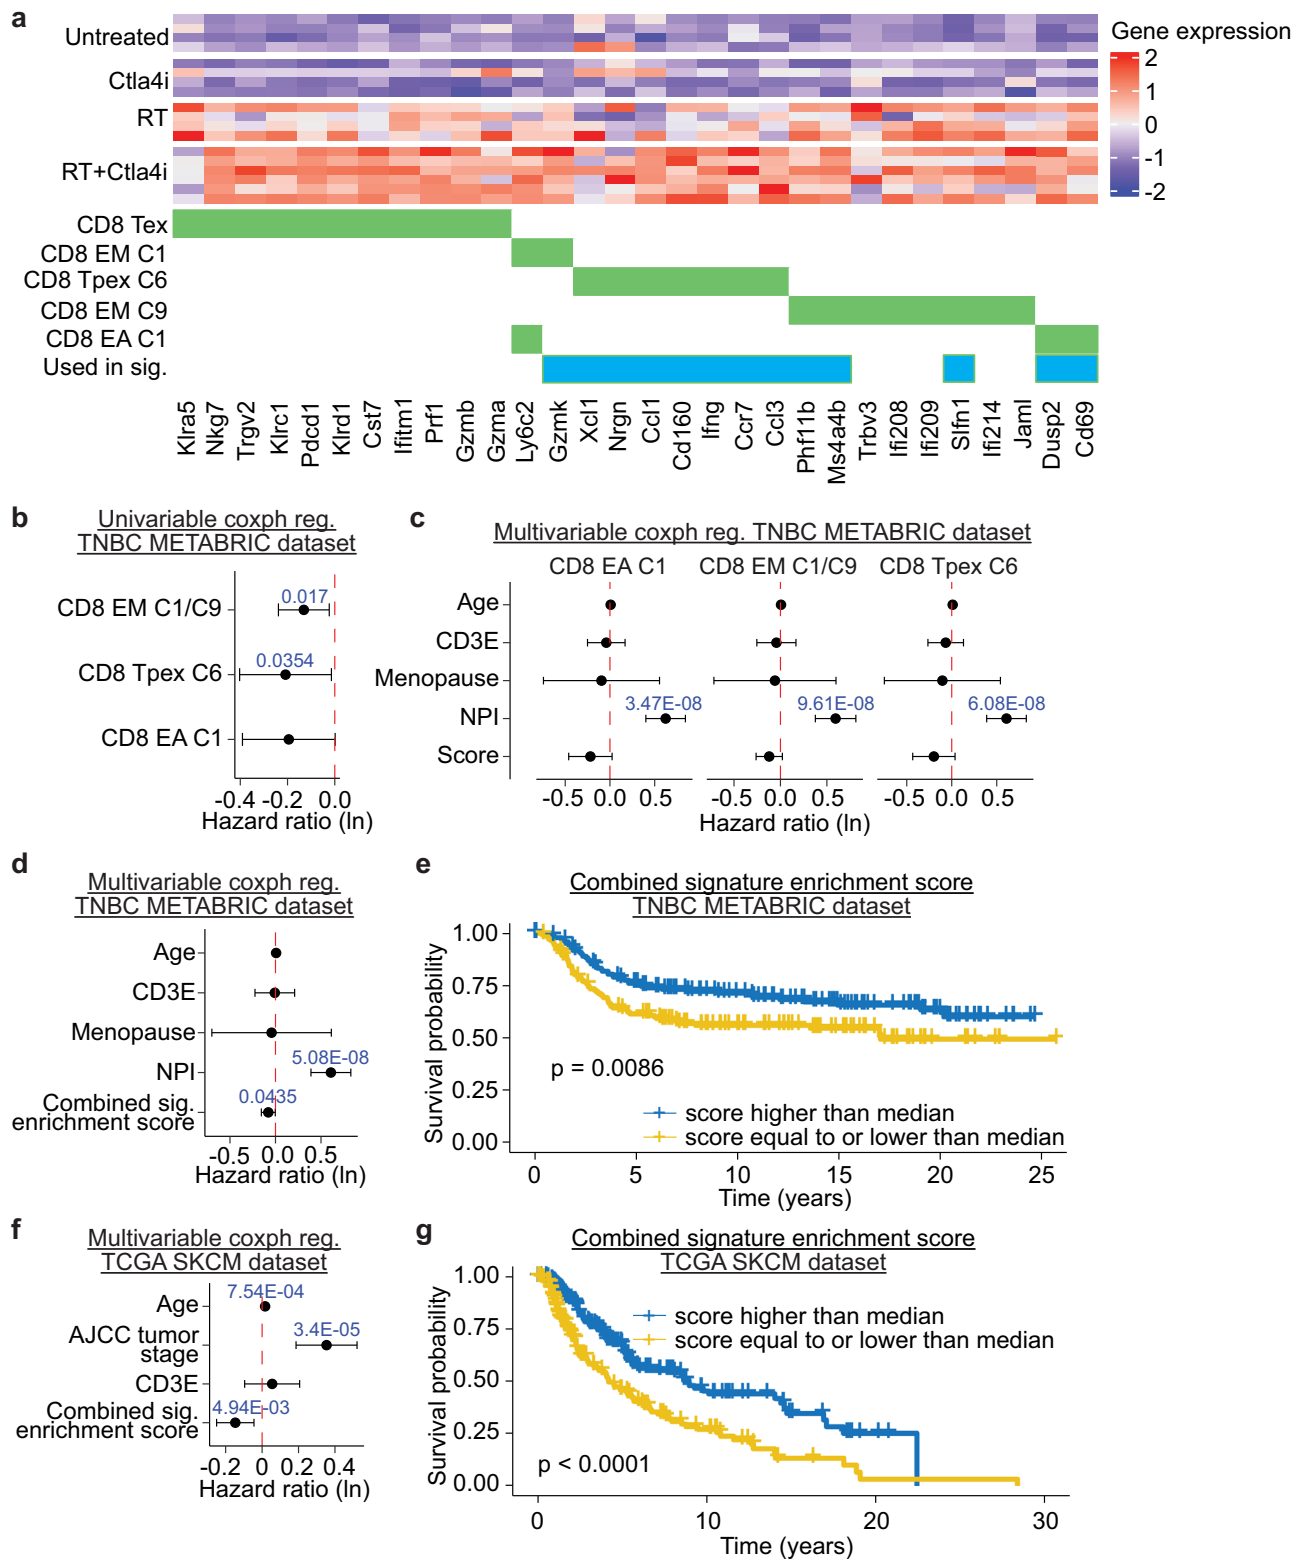 a
Gene expression
Untreated
Ctla4i
RT
RT+Ctla4i
2
1
0
-1
-2
CD8 Tex
CD8 EM C1
CD8 Tpex C6
CD8 EM C9
CD8 EA C1
Used in sig.
Klra5
Nkg7
Trgv2
Klrc1
Pdcd1
Klrd1
Cst7
Ifitm1
Prf1
Gzmb
Gzma
Ly6c2
Gzmk
Xcl1
Nrgn
Ccl1
Cd160
Ifng
Ccr7
Ccl3
Phf11b
Ms4a4b
Trbv3
Ifi208
Ifi209
Slfn1
Ifi214
Jaml
Dusp2
Cd69
b
Univariable coxph reg.
TNBC METABRIC dataset
CD8 EM C1/C9
0.017
CD8 Tpex C6
0.0354
CD8 EA C1
-0.4 -0.2 0.0
Hazard ratio (ln)
c
Multivariable coxph reg. TNBC METABRIC dataset
CD8 EA C1 CD8 EM C1/C9 CD8 Tpex C6
Age
CD3E
Menopause
NPI
3.47E-08 9.61E-08 6.08E-08
Score
-0.5 0.0 0.5 -0.5 0.0 0.5 -0.5 0.0 0.5
Hazard ratio (ln)
d
Multivariable coxph reg.
TNBC METABRIC dataset
Age
CD3E
Menopause
NPI
5.08E-08
Combined sig.
enrichment score
0.0435
-0.5 0.0 0.5
Hazard ratio (ln)
e
Combined signature enrichment score
TNBC METABRIC dataset
Survival probability
1.00
0.75
0.50
0.25
0.00
p = 0.0086
score higher than median
score equal to or lower than median
0 5 10 15 20 25
Time (years)
f
Multivariable coxph reg.
TCGA SKCM dataset
Age
7.54E-04
AJCC tumor
stage
3.4E-05
CD3E
Combined sig.
enrichment score
4.94E-03
-0.2 0 0.2 0.4
Hazard ratio (ln)
g
Combined signature enrichment score
TCGA SKCM dataset
Survival probability
1.00
0.75
0.50
0.25
0.00
score higher than median
score equal to or lower than median
p < 0.0001
0 10 20 30
Time (years)